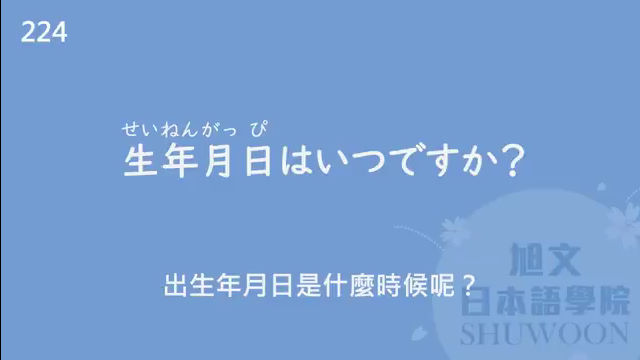 224
せいねんがっ ぴ
生年月日はいつですか?
出生年月日是什麼時候呢？
旭文
日本語學院
SHUWOON